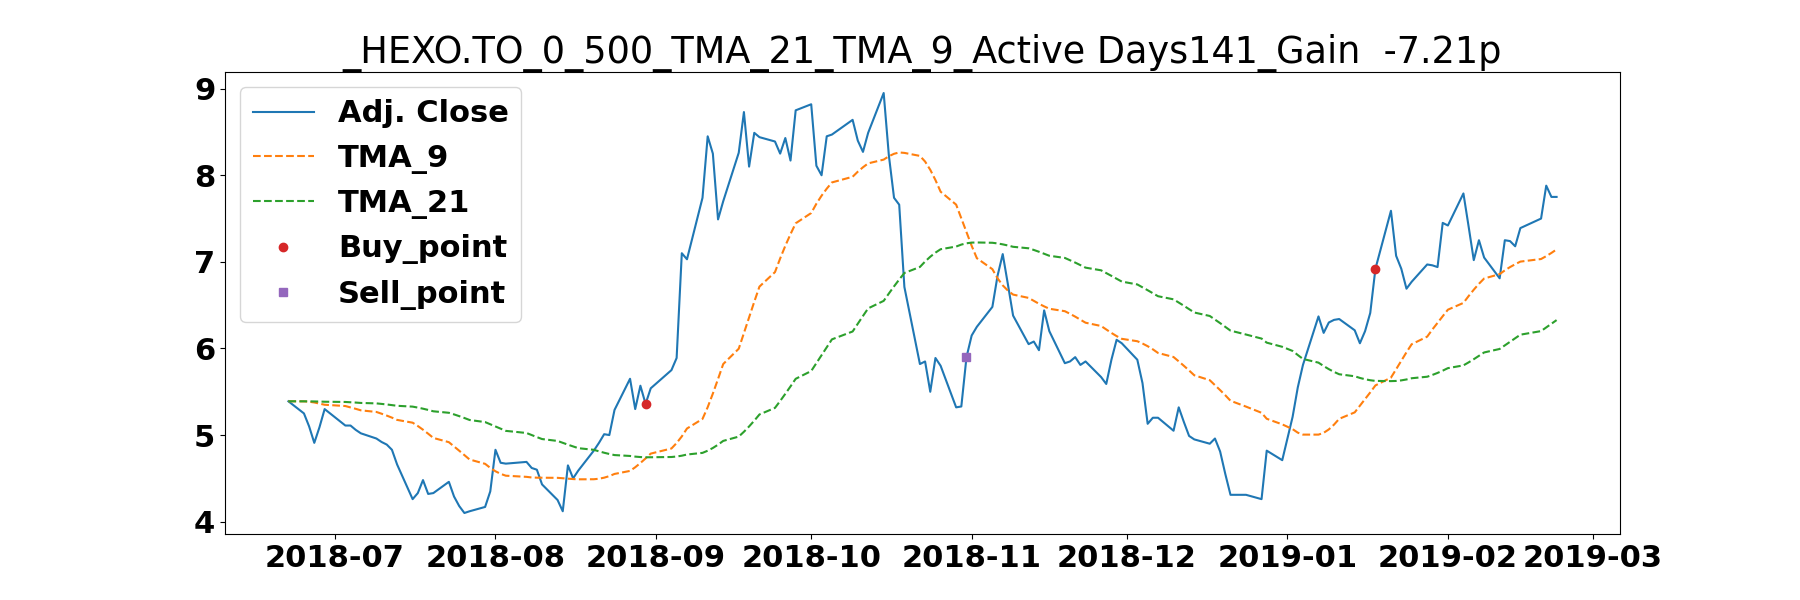 _HEXO.TO_0_500_TMA_21_TMA_9_Active Days141_Gain  -7.21p
9
8
7
6
5
4
Adj. Close
TMA_9
TMA_21
Buy_point
Sell_point
2018-07 2018-08 2018-09 2018-10 2018-11 2018-12 2019-01 2019-02 2019-03